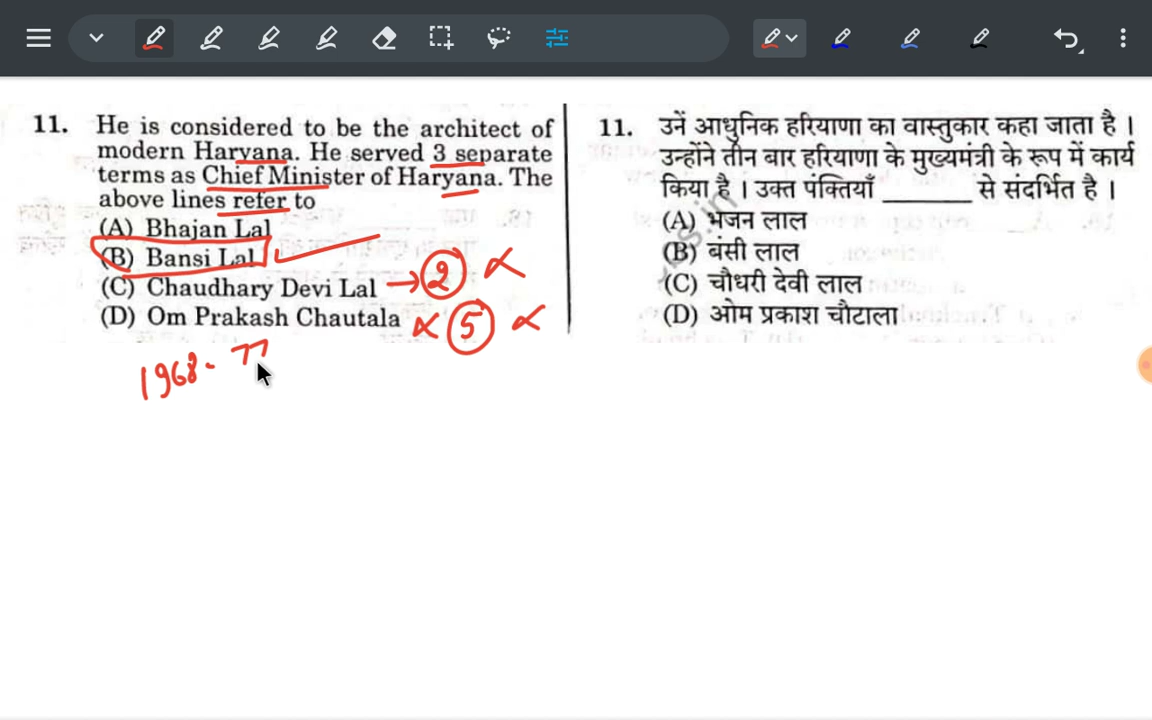 11. He is considered to be the architect of
modern Haryana. He served 3 separate
terms as Chief Minister of Haryana. The
above lines refer to
(A) Bhajan Lal
(B) Bansi Lal
(C) Chaudhary Devi Lal → 2 ×
(D) Om Prakash Chautala × 5 ×
1968 - 77
11. उनें आधुनिक हरियाणा का वास्तुकार कहा जाता है ।
उन्होंने तीन बार हरियाणा के मुख्यमंत्री के रूप में कार्य
किया है । उक्त पंक्तियाँ ________ से संदर्भित है ।
(A) भजन लाल
(B) बंसी लाल
(C) चौधरी देवी लाल
(D) ओम प्रकाश चौटाला